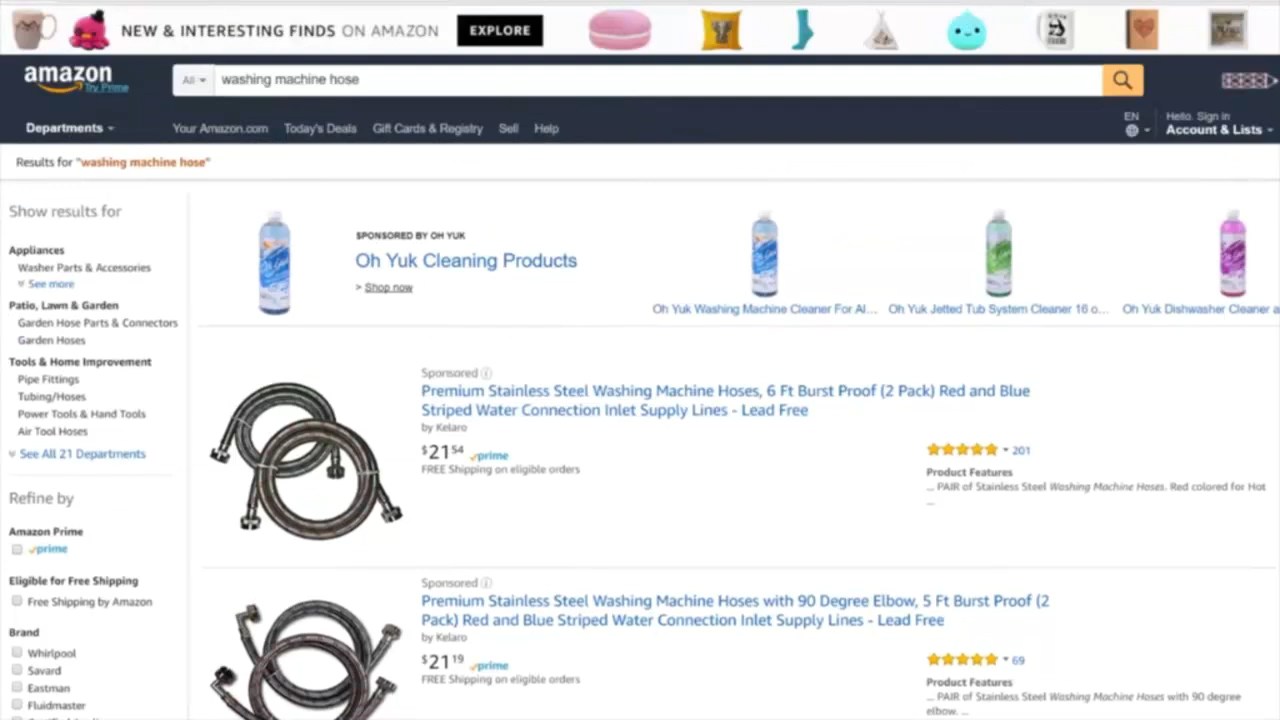 NEW & INTERESTING FINDS ON AMAZON EXPLORE
amazon
Try Prime
All washing machine hose
Departments Your Amazon.com Today's Deals Gift Cards & Registry Sell Help
EN
Hello. Sign in
Account & Lists
Results for "washing machine hose"
Show results for
Appliances
Washer Parts & Accessories
See more
Patio, Lawn & Garden
Garden Hose Parts & Connectors
Garden Hoses
Tools & Home Improvement
Pipe Fittings
Tubing/Hoses
Power Tools & Hand Tools
Air Tool Hoses
See All 21 Departments
Refine by
Amazon Prime
prime
Eligible for Free Shipping
Free Shipping by Amazon
Brand
Whirlpool
Savard
Eastman
Fluidmaster
SPONSORED BY OH YUK
Oh Yuk Cleaning Products
> Shop now
Oh Yuk Washing Machine Cleaner For Al...
Oh Yuk Jetted Tub System Cleaner 16 o...
Oh Yuk Dishwasher Cleaner a
Sponsored
Premium Stainless Steel Washing Machine Hoses, 6 Ft Burst Proof (2 Pack) Red and Blue
Striped Water Connection Inlet Supply Lines - Lead Free
by Kelaro
$21 54 prime
FREE Shipping on eligible orders
201
Product Features
... PAIR of Stainless Steel Washing Machine Hoses. Red colored for Hot
...
Sponsored
Premium Stainless Steel Washing Machine Hoses with 90 Degree Elbow, 5 Ft Burst Proof (2
Pack) Red and Blue Striped Water Connection Inlet Supply Lines - Lead Free
by Kelaro
$21 19 prime
FREE Shipping on eligible orders
69
Product Features
... PAIR of Stainless Steel Washing Machine Hoses with 90 degree
elbow. ...